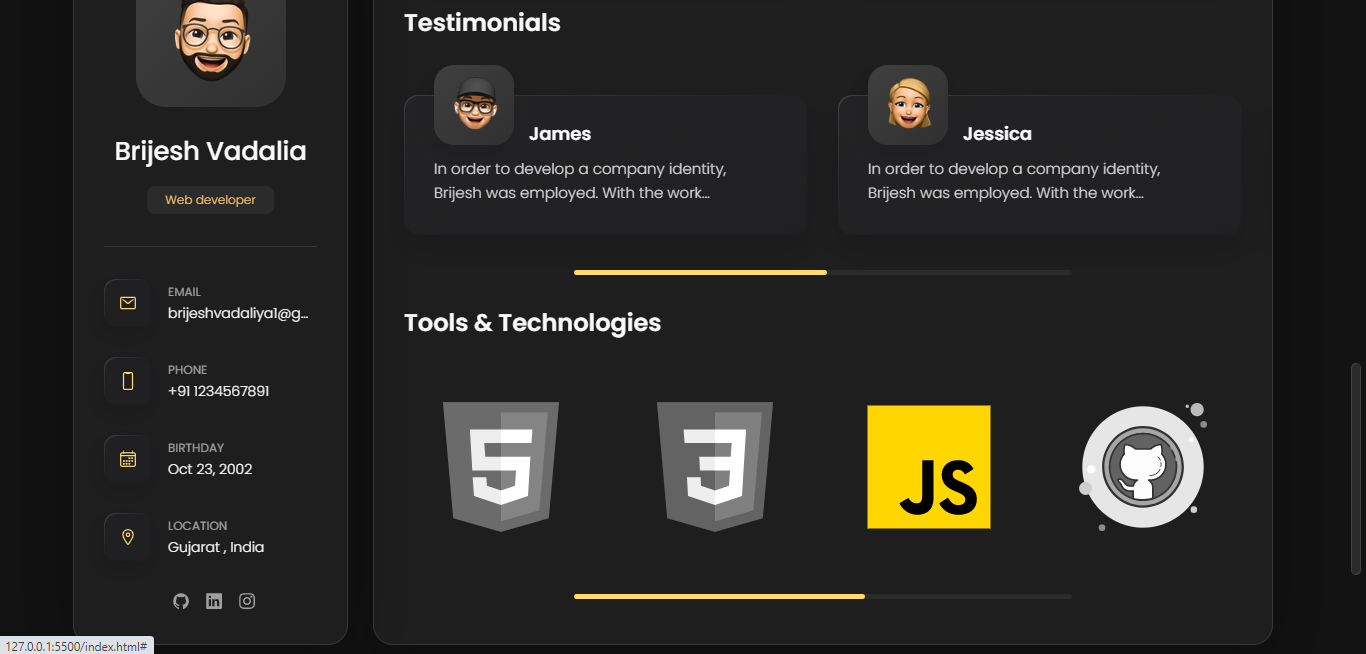 Brijesh Vadalia
Web developer
EMAIL
brijeshvadaliya1@g...
PHONE
+91 1234567891
BIRTHDAY
Oct 23, 2002
LOCATION
Gujarat , India
Testimonials
James
In order to develop a company identity,
Brijesh was employed. With the work...
Jessica
In order to develop a company identity,
Brijesh was employed. With the work...
Tools & Technologies
5
3
JS
127.0.0.1:5500/index.html#